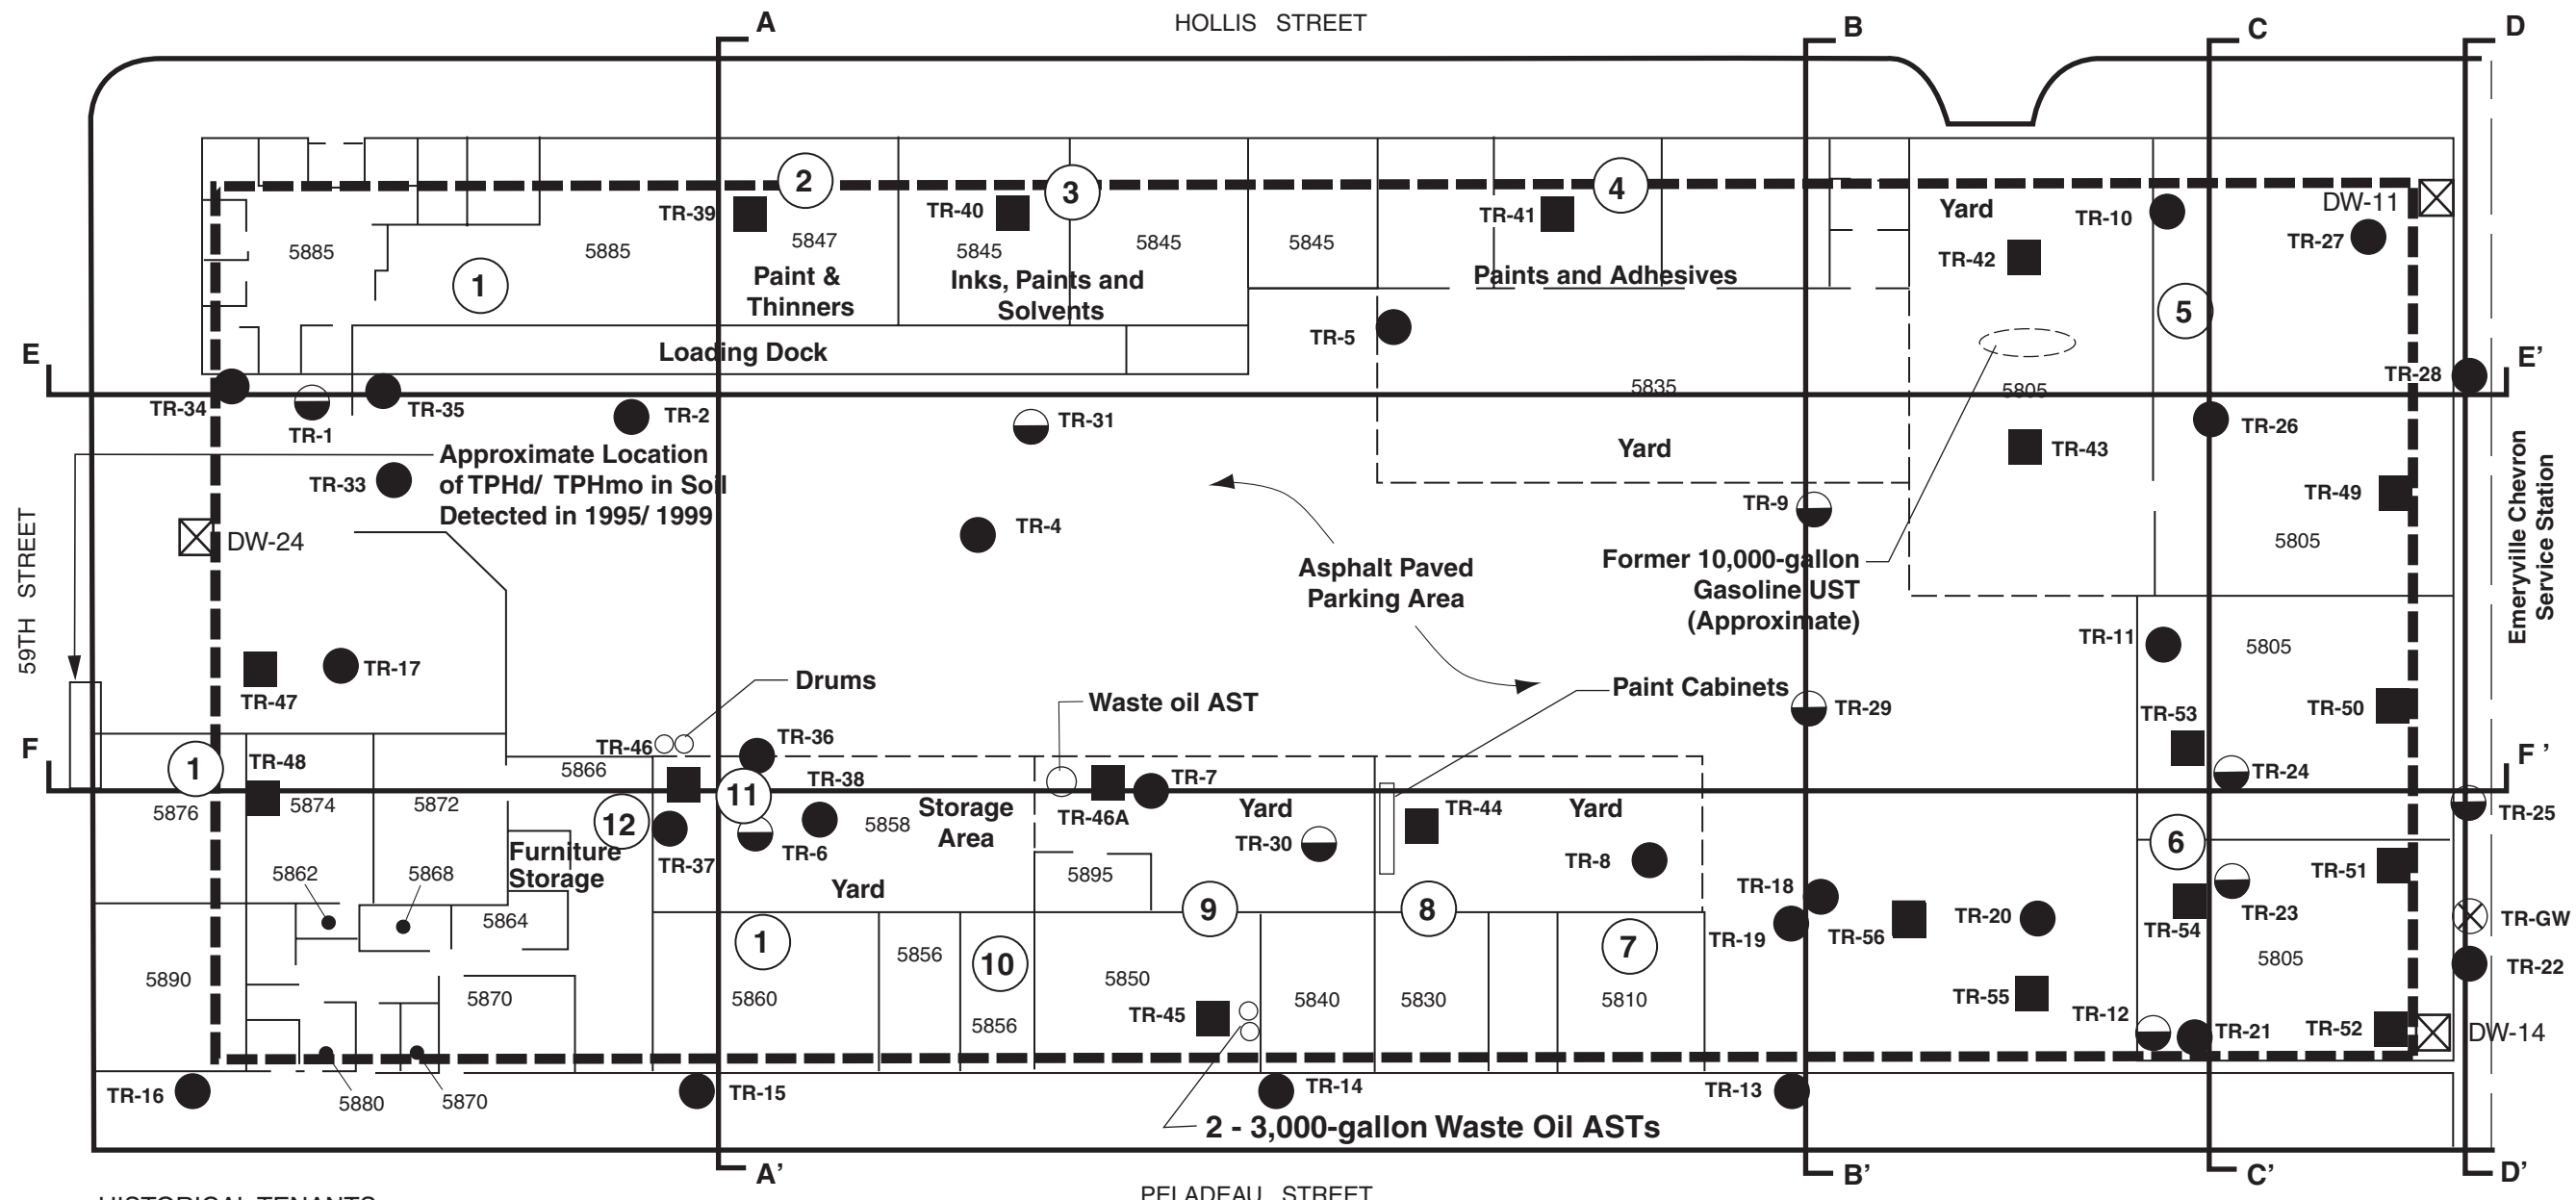 HOLLIS STREET
A
B
C
D
2
3
4
TR-39
TR-40
TR-41
Yard
TR-10
DW-11
TR-27
5885
5885
5847
5845
5845
5845
TR-42
1
Paint &
Thinners
Inks, Paints and
Solvents
Paints and Adhesives
5
TR-5
Loading Dock
E
E'
TR-28
5835
5805
TR-34
TR-1
TR-35
TR-2
TR-31
TR-26
Approximate Location
of TPHd/ TPHmo in Soil
Detected in 1995/ 1999
TR-33
Yard
TR-43
TR-49
TR-9
TR-4
DW-24
5805
59TH STREET
Emeryville Chevron
Service Station
Asphalt Paved
Parking Area
Former 10,000-gallon
Gasoline UST
(Approximate)
TR-11
5805
TR-47
TR-17
Drums
Waste oil AST
Paint Cabinets
TR-29
TR-53
TR-50
F
F '
TR-46
TR-36
1
TR-48
5866
TR-38
TR-7
TR-24
11
5876
5874
5872
12
5858
Storage
Area
TR-46A
Yard
TR-44
Yard
TR-25
TR-37
TR-6
TR-30
TR-8
6
Furniture
Storage
5862
5868
Yard
5895
TR-51
5864
9
8
TR-18
TR-19
TR-56
TR-20
TR-54
TR-23
TR-GW
5890
5870
1
5856
10
5850
7
5805
TR-22
5860
5856
TR-45
5840
5830
5810
TR-55
TR-12
TR-21
TR-52
DW-14
TR-16
5880
5870
TR-15
TR-14
TR-13
2 - 3,000-gallon Waste Oil ASTs
A'
B'
C'
D'
HISTORICAL TENANTS
PELADEAU STREET